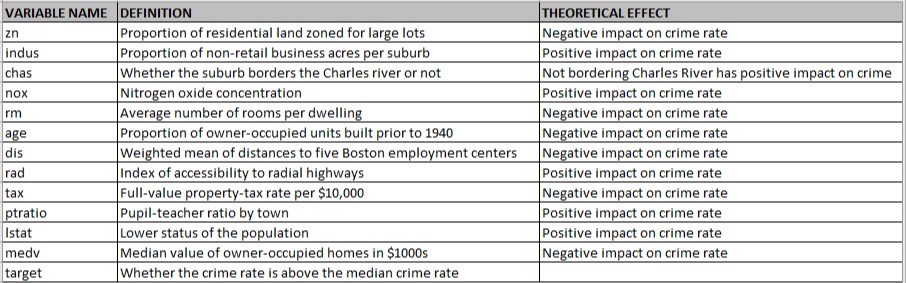 VARIABLE NAME DEFINITION THEORETICAL EFFECT
zn Proportion of residential land zoned for large lots Negative impact on crime rate
indus Proportion of non-retail business acres per suburb Positive impact on crime rate
chas Whether the suburb borders the Charles river or not Not bordering Charles River has positive impact on crime
nox Nitrogen oxide concentration Positive impact on crime rate
rm Average number of rooms per dwelling Negative impact on crime rate
age Proportion of owner-occupied units built prior to 1940 Negative impact on crime rate
dis Weighted mean of distances to five Boston employment centers Negative impact on crime rate
rad Index of accessibility to radial highways Positive impact on crime rate
tax Full-value property-tax rate per $10,000 Negative impact on crime rate
ptratio Pupil-teacher ratio by town Positive impact on crime rate
lstat Lower status of the population Positive impact on crime rate
medv Median value of owner-occupied homes in $1000s Negative impact on crime rate
target Whether the crime rate is above the median crime rate